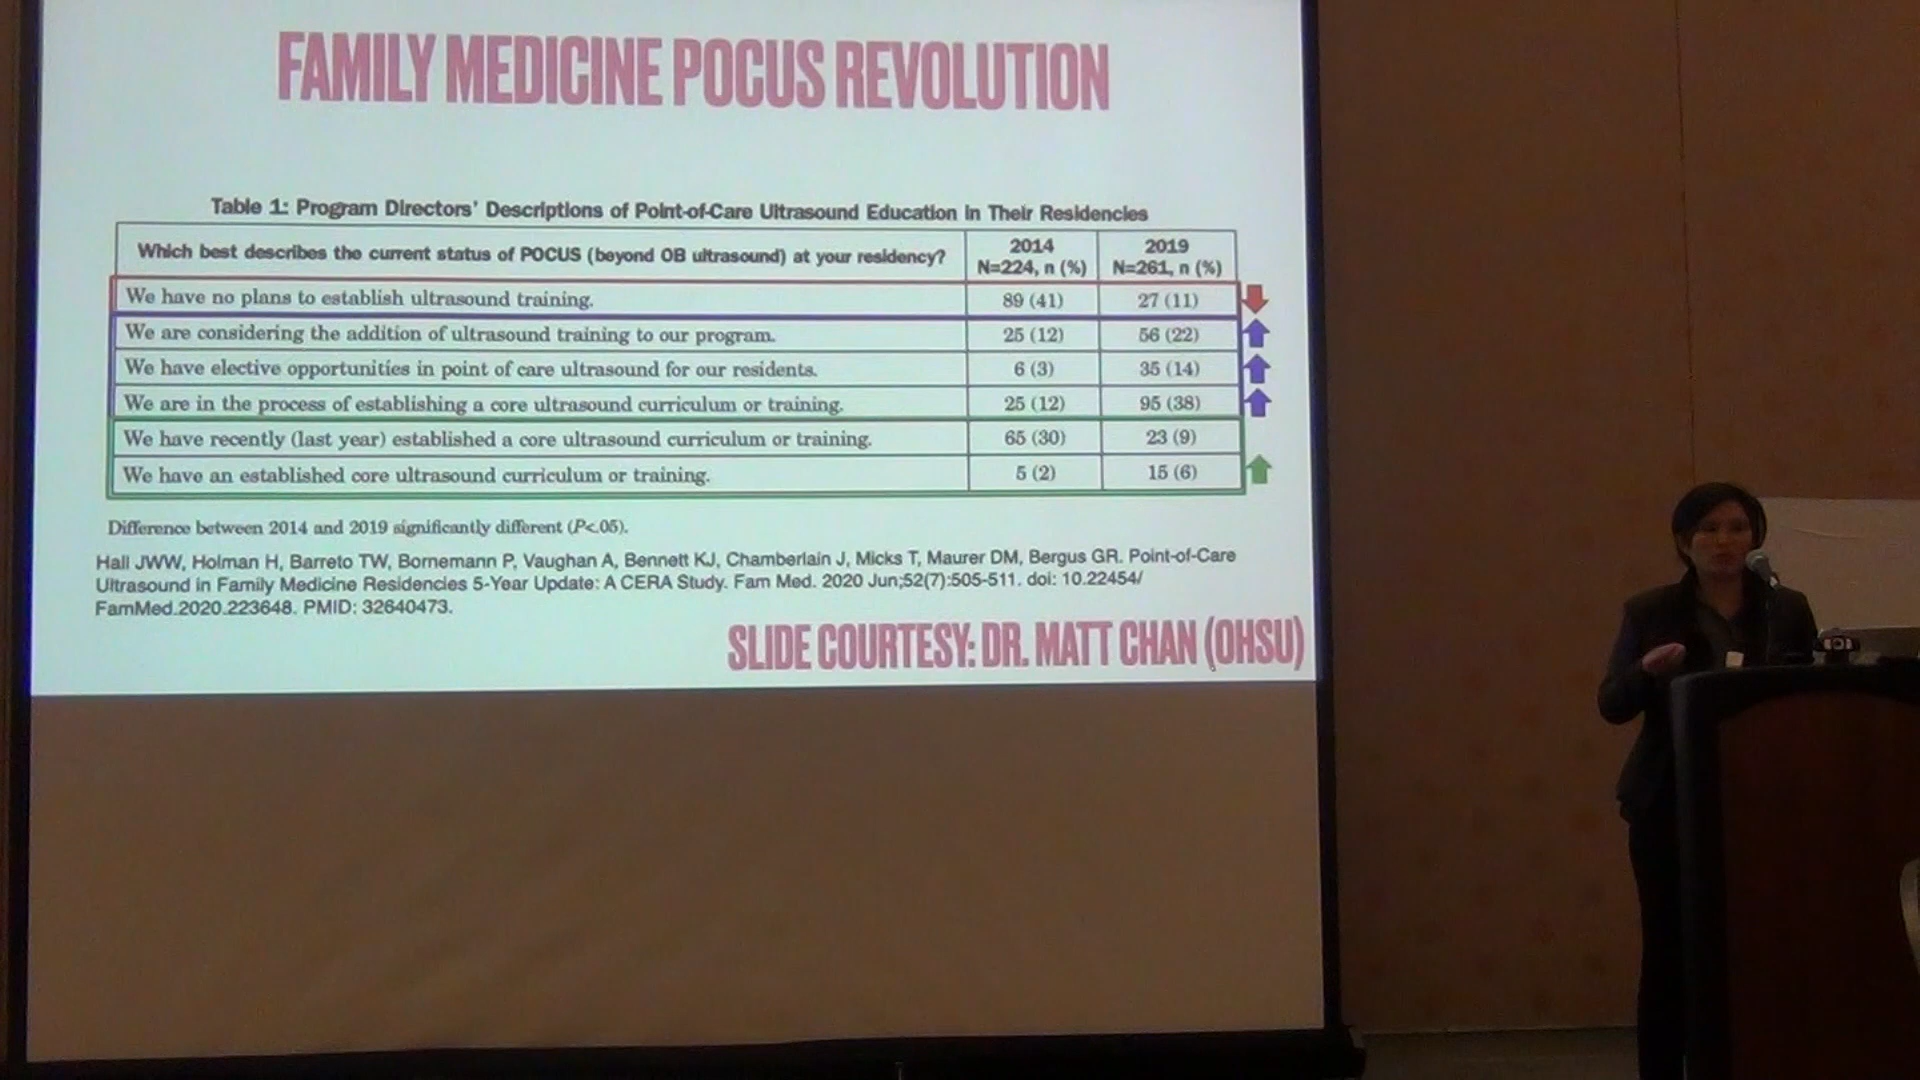 FAMILY MEDICINE POCUS REVOLUTION
Table 1: Program Directors' Descriptions of Point-of-Care Ultrasound Education in Their Residencies
Which best describes the current status of POCUS (beyond OB ultrasound) at your residency? 2014 N=224, n (%) 2019 N=261, n (%)
We have no plans to establish ultrasound training. 89 (41) 27 (11)
We are considering the addition of ultrasound training to our program. 25 (12) 56 (22)
We have elective opportunities in point of care ultrasound for our residents. 6 (3) 35 (14)
We are in the process of establishing a core ultrasound curriculum or training. 25 (12) 95 (38)
We have recently (last year) established a core ultrasound curriculum or training. 65 (30) 23 (9)
We have an established core ultrasound curriculum or training. 5 (2) 15 (6)
Difference between 2014 and 2019 significantly different (P<.05).
Hall JWW, Holman H, Barreto TW, Bornemann P, Vaughan A, Bennett KJ, Chamberlain J, Micks T, Maurer DM, Bergus GR. Point-of-Care
Ultrasound in Family Medicine Residencies 5-Year Update: A CERA Study. Fam Med. 2020 Jun;52(7):505-511. doi: 10.22454/
FamMed.2020.223648. PMID: 32640473.
SLIDE COURTESY: DR. MATT CHAN (OHSU)